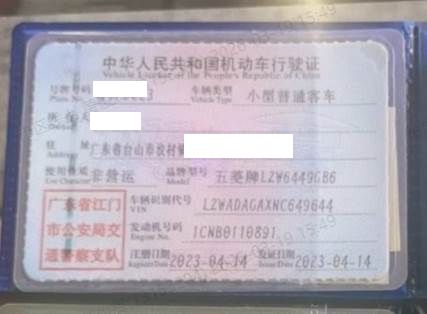 中华人民共和国机动车行驶证
Vehicle License of the People's Republic of China
号牌号码
Plate No.
车辆类型 小型普通客车
Vehicle Type
所有人
Owner
住址 广东省台山市汶村镇
Address
使用性质 非营运 品牌型号 五菱牌LZW6449GB6
Use Character Model
广东省江门
市公安局交
通警察支队
车辆识别代号 LZWADAGAXNC649644
VIN
发动机号码 1CNB0110891
Engine No.
注册日期 2023-04-14 发证日期 2023-04-14
Register Date Issue Date